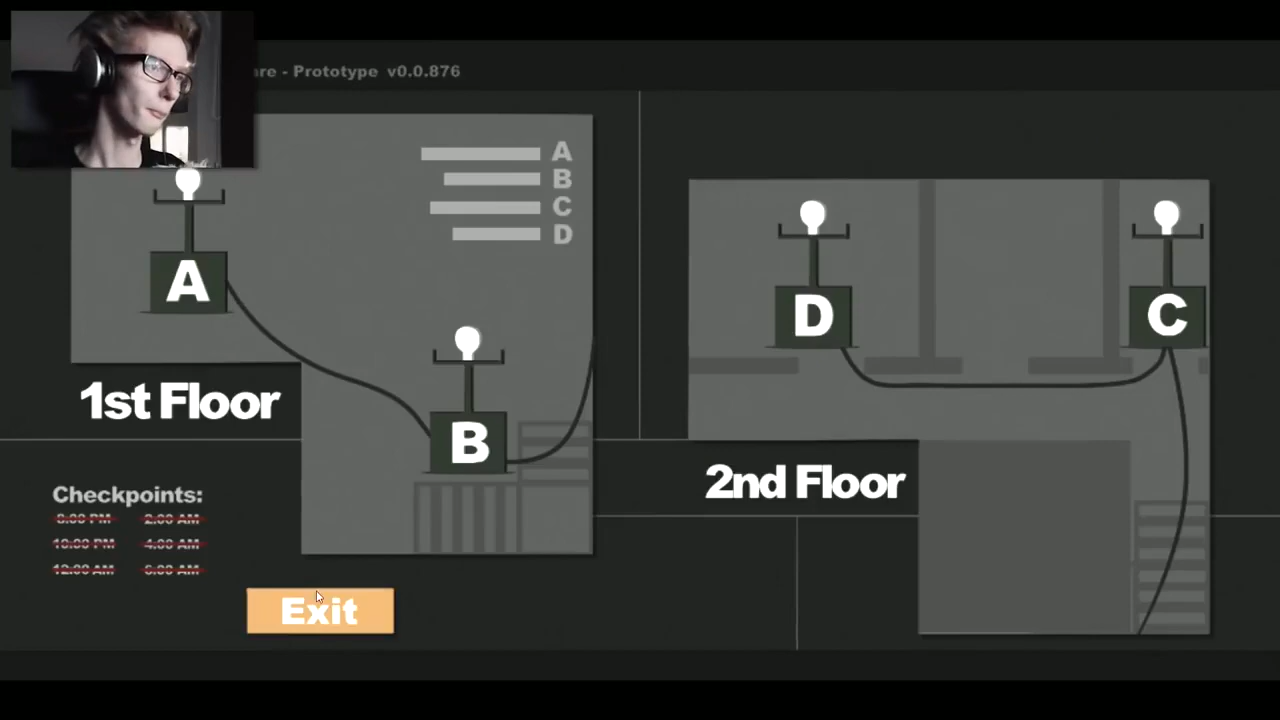 are - Prototype v0.0.876
A
B
C
D
A
B
1st Floor
D
C
2nd Floor
Checkpoints:
8:00 PM 2:00 AM
10:00 PM 4:00 AM
12:00 AM 6:00 AM
Exit